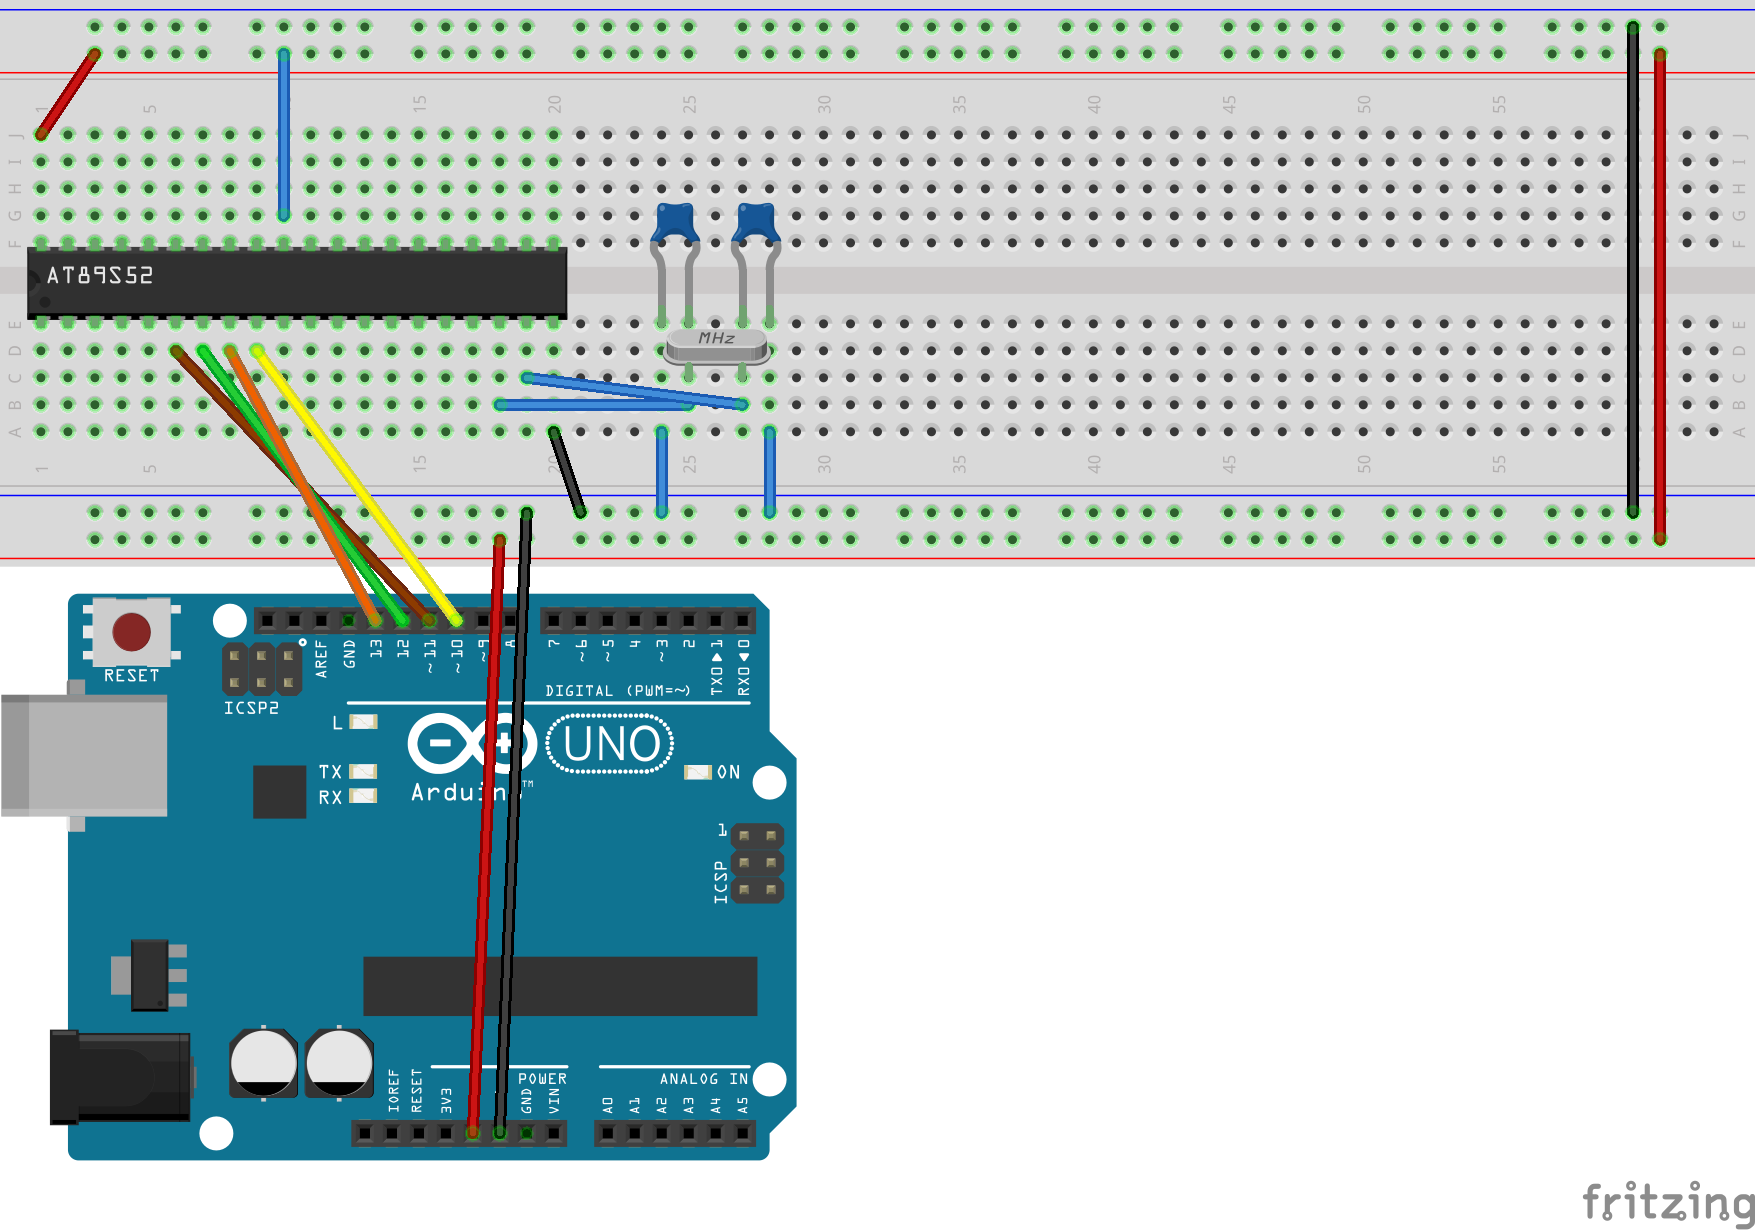 1 5 15 20 25 30 35 40 45 50 55
J J
I I
H H
G G
F F
AT89S52
E E
MHz
D D
C C
B B
A A
1 5 15 20 25 30 35 40 45 50 55
RESET
ICSP2
AREF
GND
13
12
~11
~10
~9
8
7
~6
~5
4
~3
2
TX0▶1
RX0◀0
DIGITAL (PWM=~)
L
TX
RX
UNO
ON
Arduino™
1
ICSP
IOREF
RESET
3V3
GND
VIN
POWER
ANALOG IN
A0
A1
A2
A3
A4
A5
fritzing